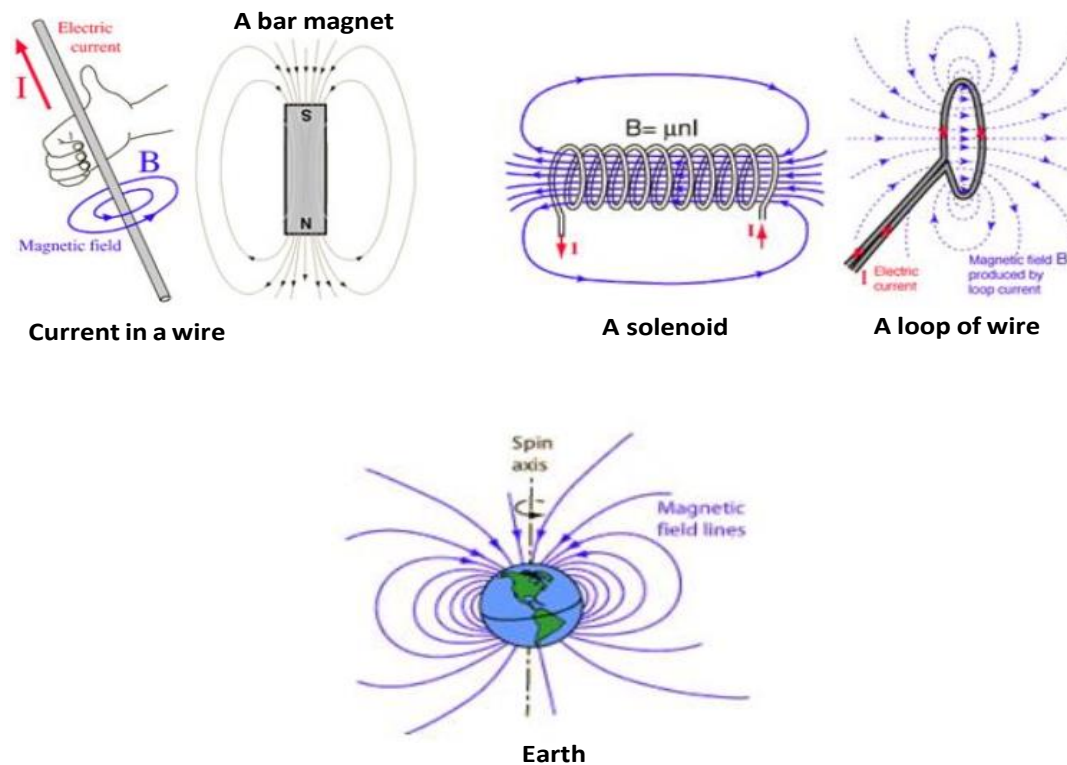 A bar magnet
Electric
current
I
B
Magnetic field
Current in a wire
S
N
B= μnI
I
I
A solenoid
I
Electric
current
Magnetic field B
produced by
loop current
A loop of wire
Spin
axis
Magnetic
field lines
Earth